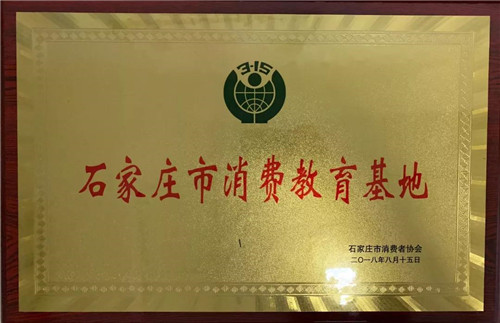 3·15
石家庄市消费教育基地
石家庄市消费者协会
二〇一八年八月十五日